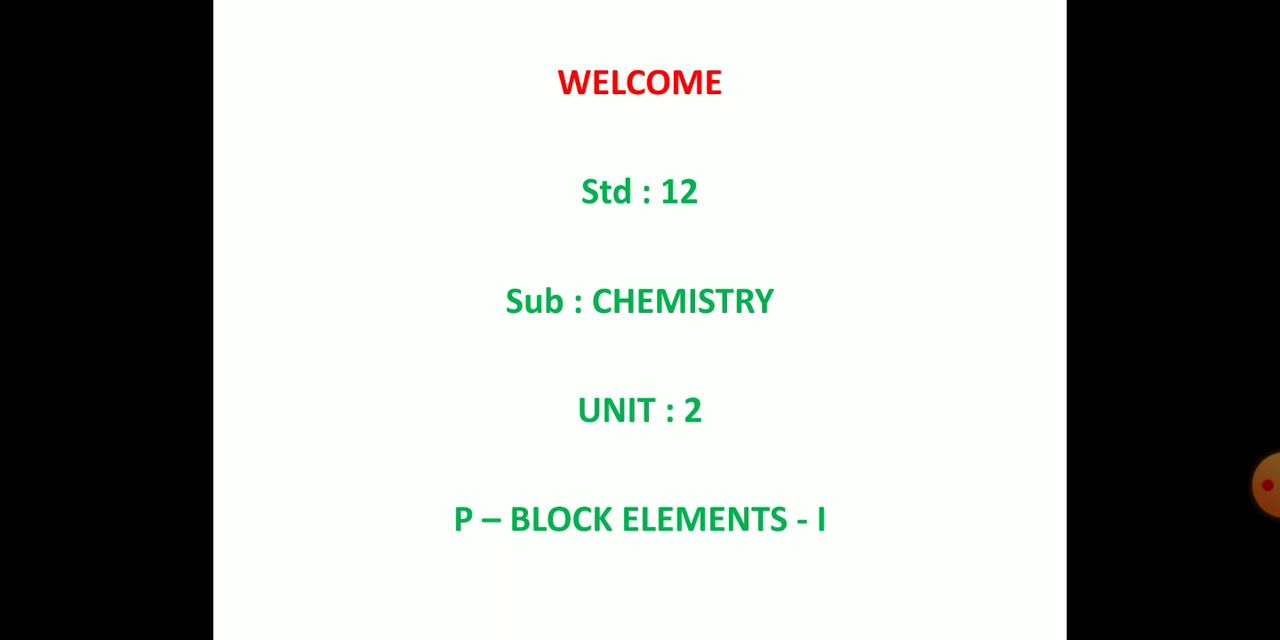 WELCOME
Std : 12
Sub : CHEMISTRY
UNIT : 2
P – BLOCK ELEMENTS - I